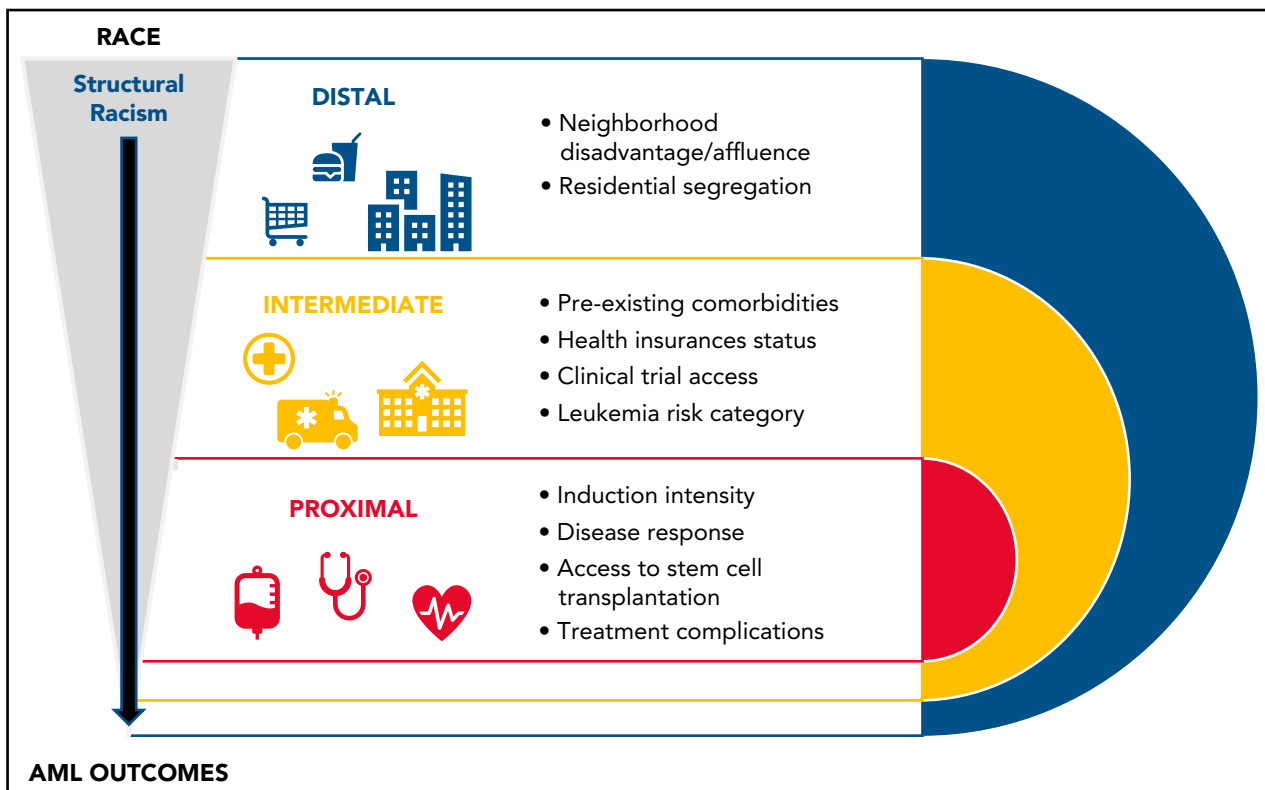 RACE
Structural
Racism
DISTAL
• Neighborhood
disadvantage/affluence
• Residential segregation
INTERMEDIATE
• Pre-existing comorbidities
• Health insurances status
• Clinical trial access
• Leukemia risk category
PROXIMAL
• Induction intensity
• Disease response
• Access to stem cell
transplantation
• Treatment complications
AML OUTCOMES